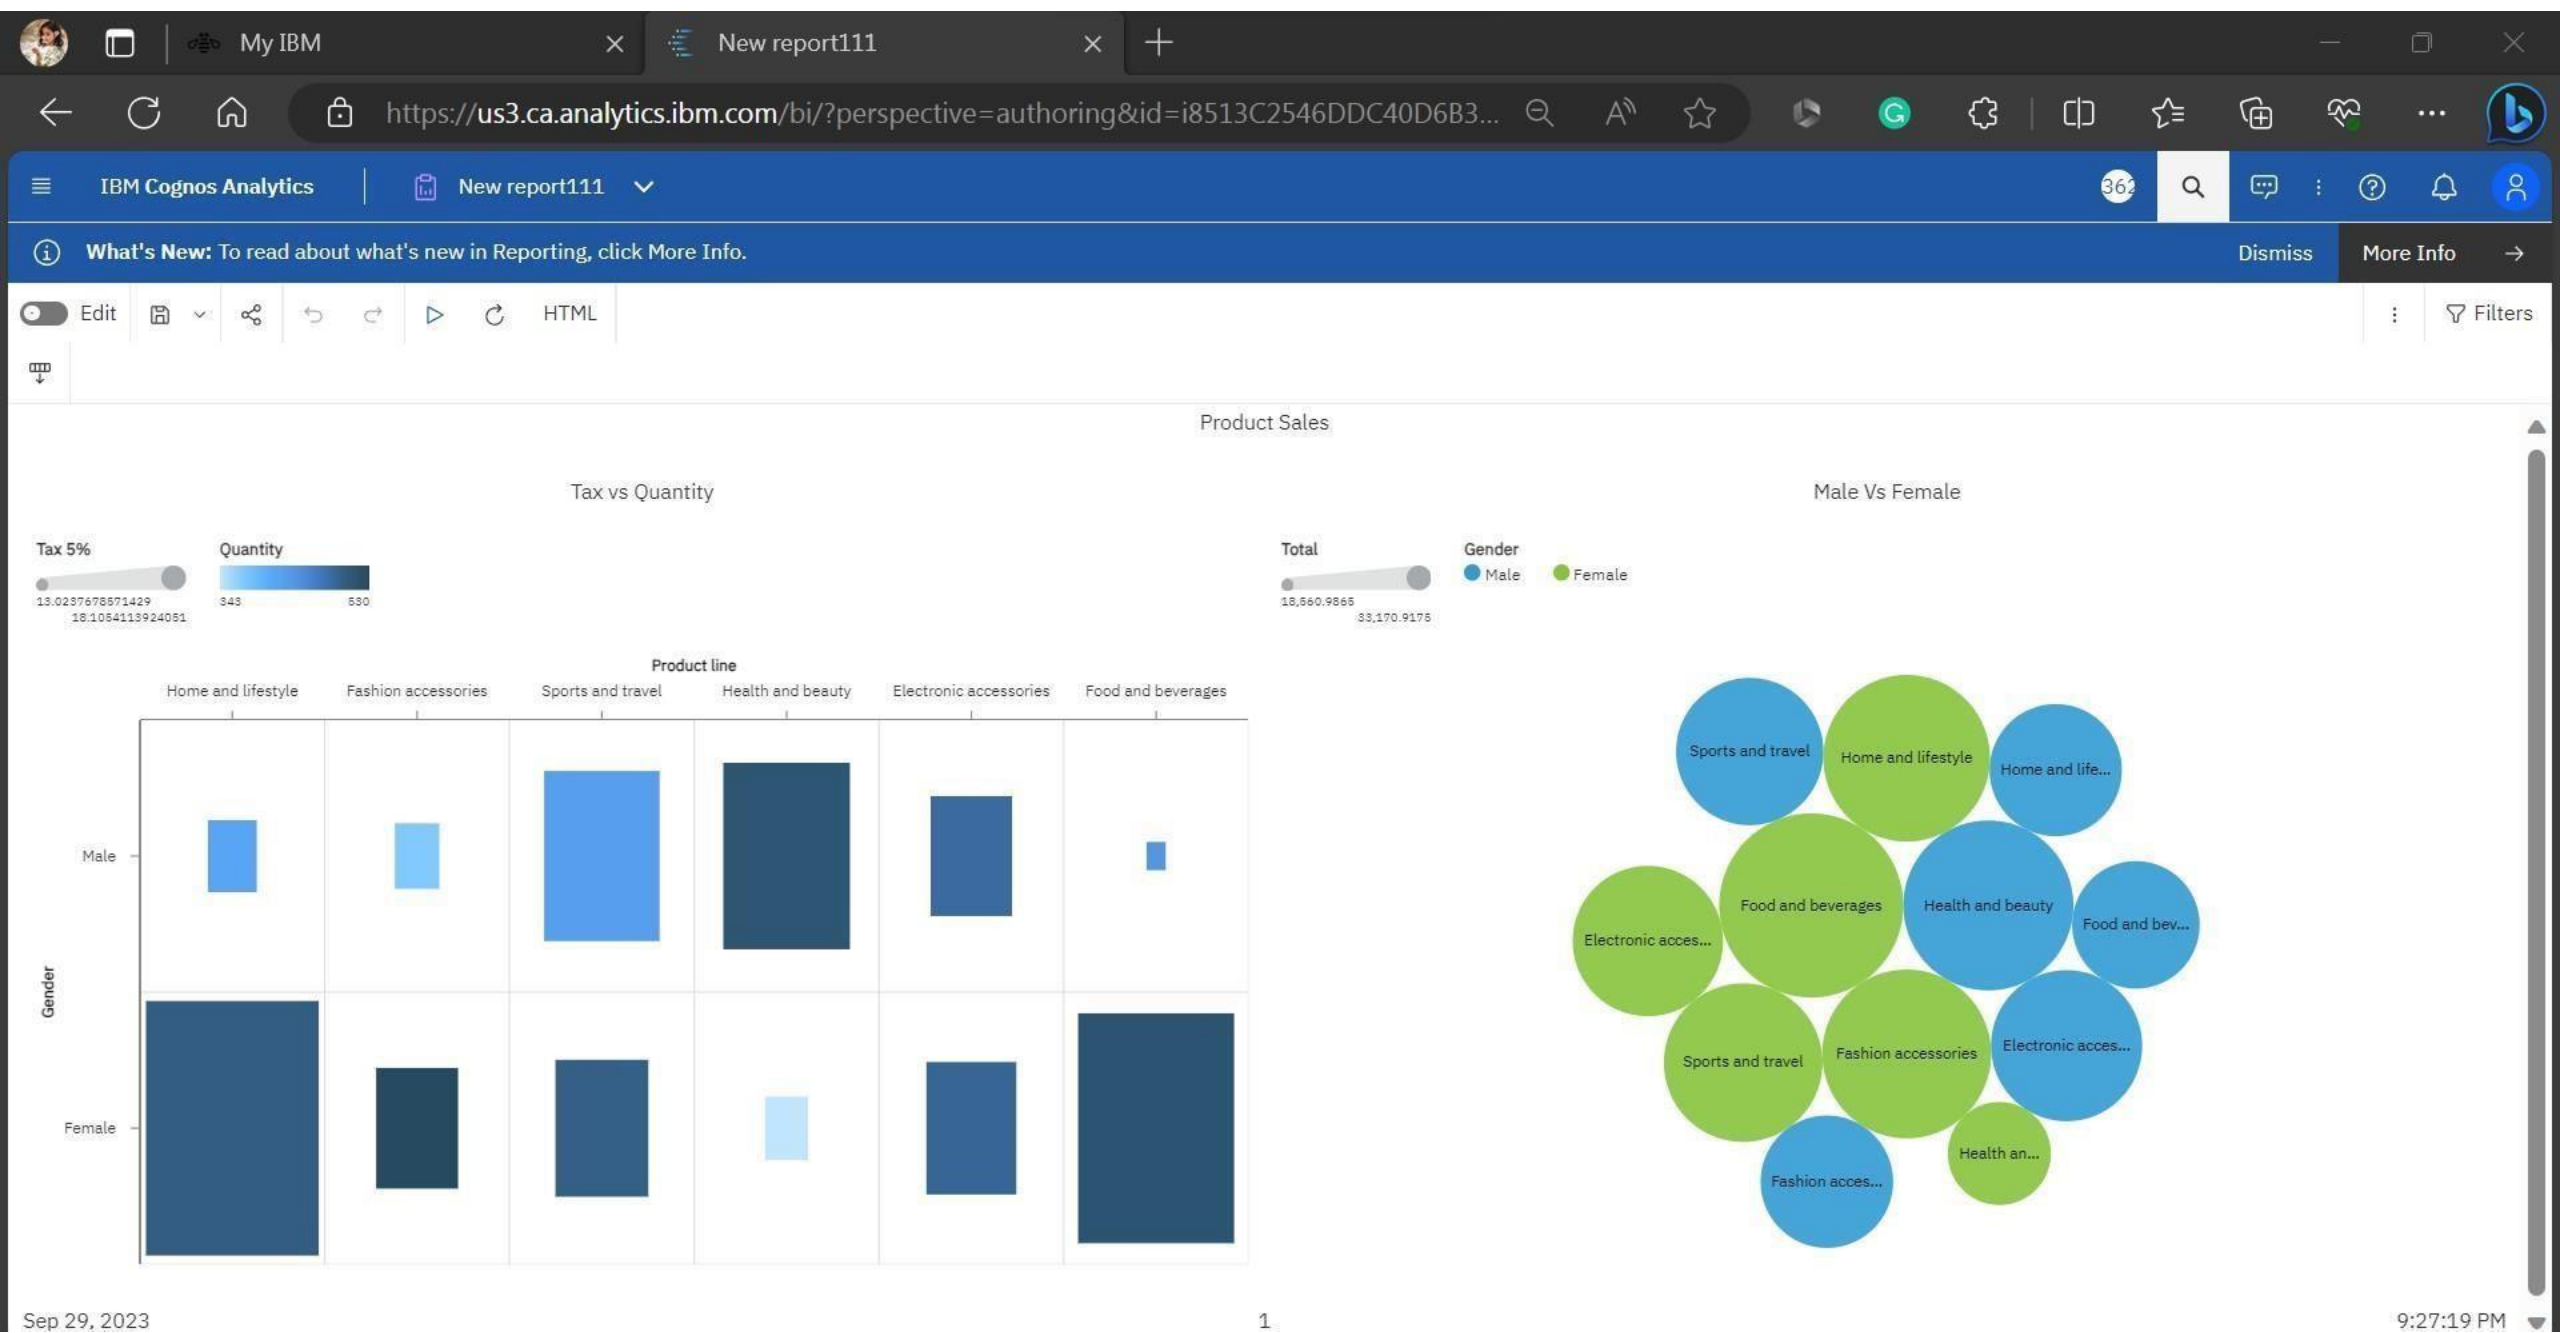 My IBM
New report111
https://us3.ca.analytics.ibm.com/bi/?perspective=authoring&id=i8513C2546DDC40D6B3...
IBM Cognos Analytics
New report111
362
What's New: To read about what's new in Reporting, click More Info.
Dismiss
More Info
Edit
HTML
Filters
Product Sales
Tax vs Quantity
Tax 5%
Quantity
13.0237678571429
18.1054113924051
343
530
Product line
Home and lifestyle
Fashion accessories
Sports and travel
Health and beauty
Electronic accessories
Food and beverages
Gender
Male
Female
Male Vs Female
Total
18,560.9865
33,170.9175
Gender
Male
Female
Sports and travel
Home and lifestyle
Home and life...
Food and beverages
Health and beauty
Food and bev...
Electronic acces...
Sports and travel
Fashion accessories
Electronic acces...
Health an...
Fashion acces...
Sep 29, 2023
1
9:27:19 PM